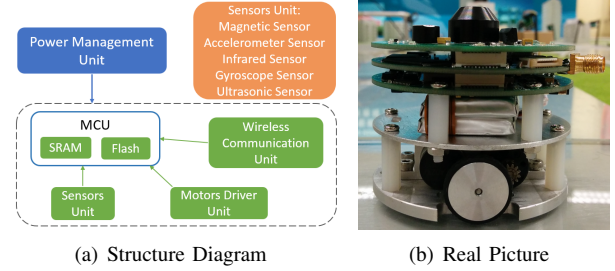 Power Management
Unit
Sensors Unit:
Magnetic Sensor
Accelerometer Sensor
Infrared Sensor
Gyroscope Sensor
Ultrasonic Sensor
MCU
SRAM
Flash
Wireless
Communication
Unit
Sensors
Unit
Motors Driver
Unit
(a) Structure Diagram
(b) Real Picture